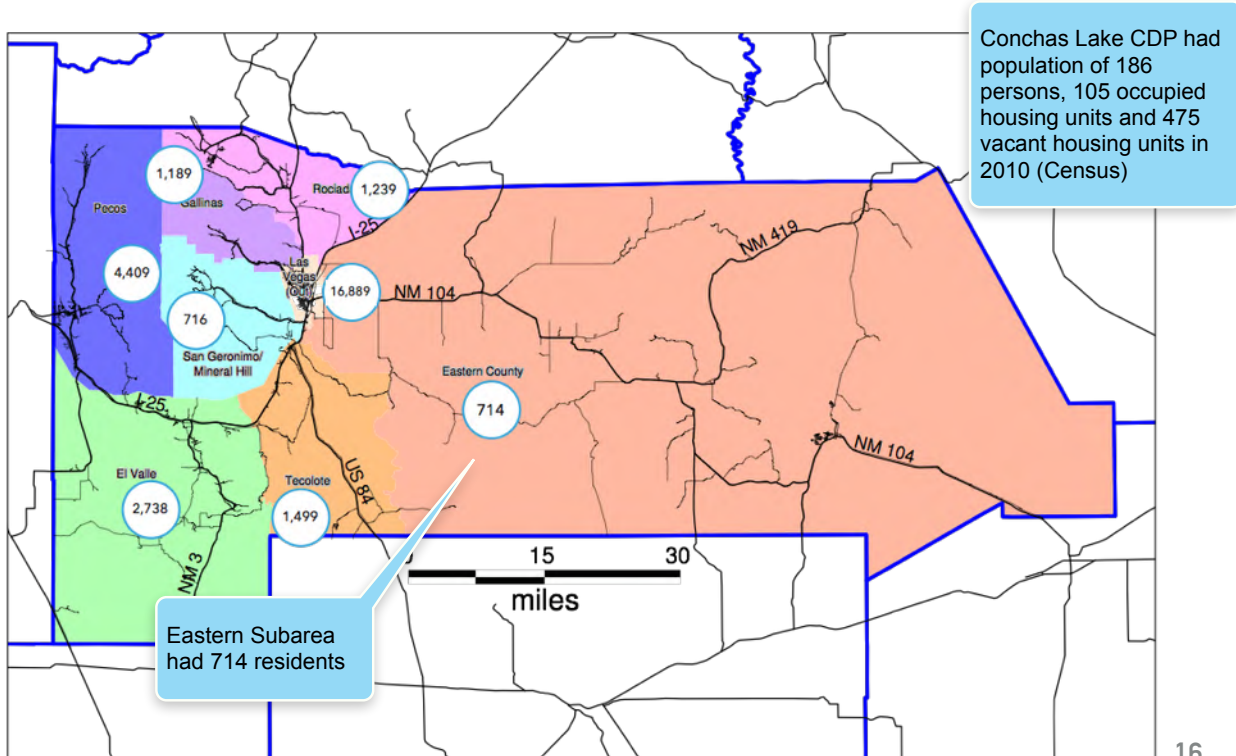 Conchas Lake CDP had
population of 186
persons, 105 occupied
housing units and 475
vacant housing units in
2010 (Census)
1,189
Rociad
1,239
Pecos
Gallinas
I-25
NM 419
4,409
Las
Vegas
16,889
NM 104
716
San Geronimo/
Mineral Hill
Eastern County
714
I-25
NM 104
El Valle
US 84
Tecolote
2,738
1,499
NM 3
15
30
miles
Eastern Subarea
had 714 residents
16